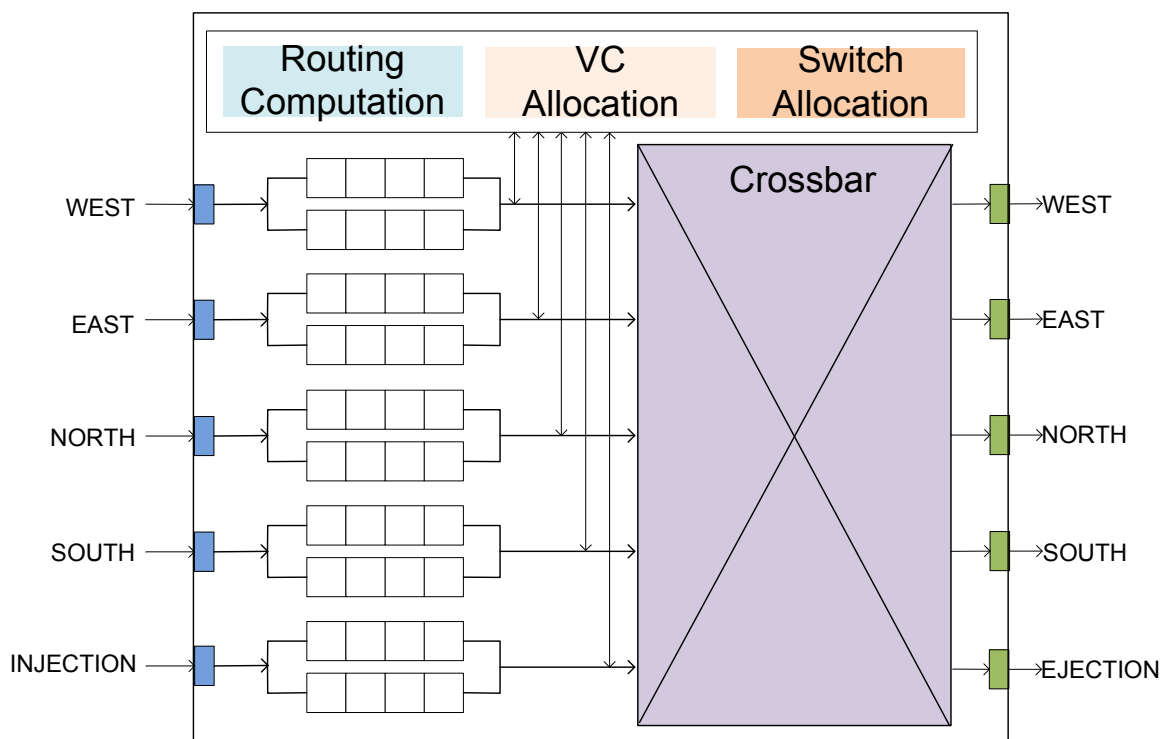 Routing
Computation
VC
Allocation
Switch
Allocation
Crossbar
WEST
WEST
EAST
EAST
NORTH
NORTH
SOUTH
SOUTH
INJECTION
EJECTION